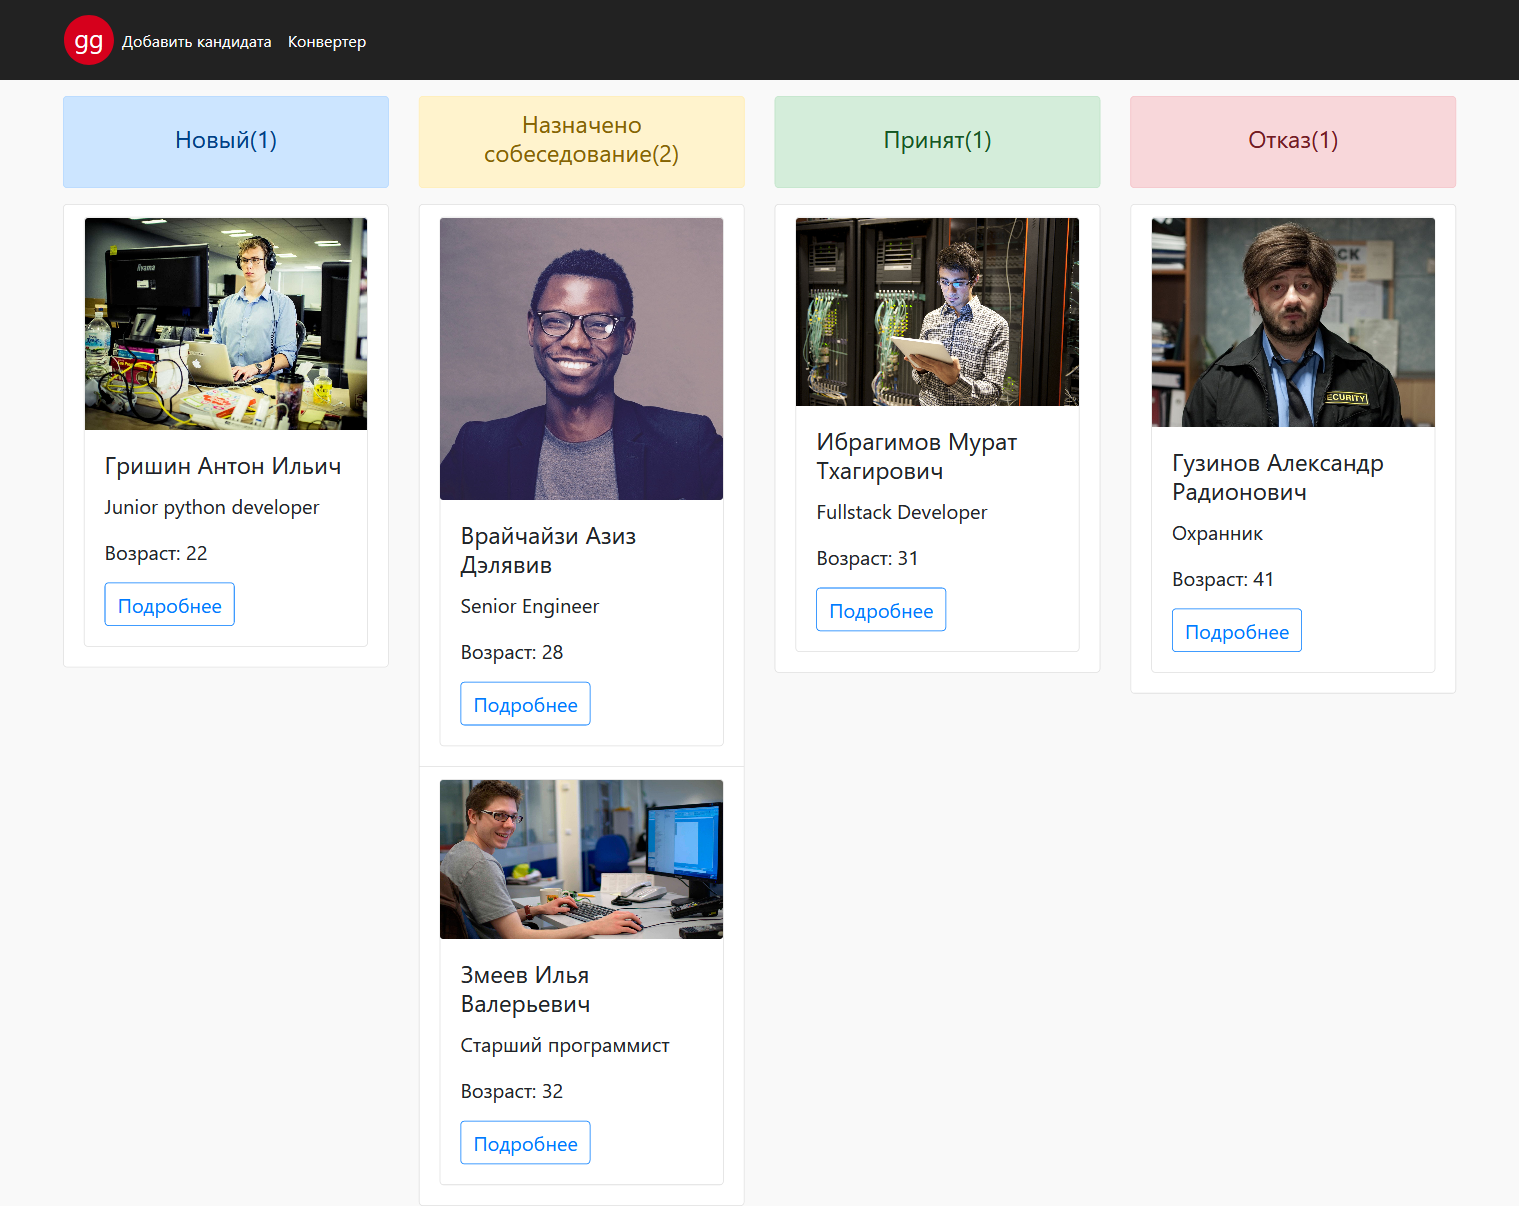 gg
Добавить кандидата
Конвертер
Новый(1)
Назначено
собеседование(2)
Принят(1)
Отказ(1)
iiyama
Гришин Антон Ильич
Junior python developer
Возраст: 22
Подробнее
Врайчайзи Азиз
Дэлявив
Senior Engineer
Возраст: 28
Подробнее
Змеев Илья
Валерьевич
Старший программист
Возраст: 32
Подробнее
Ибрагимов Мурат
Тхагирович
Fullstack Developer
Возраст: 31
Подробнее
ECURITY
Гузинов Александр
Радионович
Охранник
Возраст: 41
Подробнее